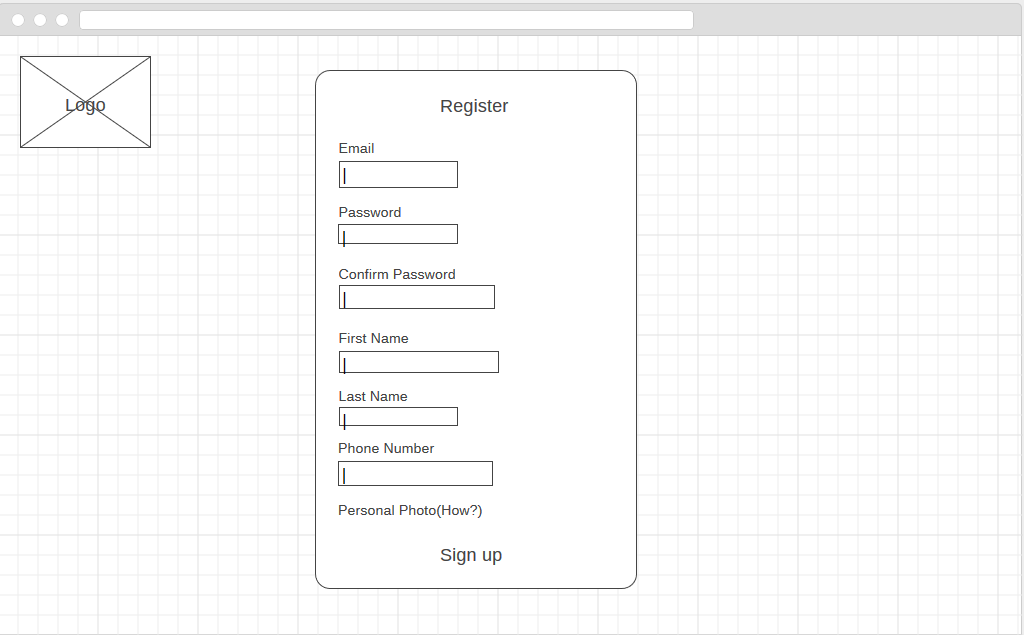 Logo
Register
Email
Password
Confirm Password
First Name
Last Name
Phone Number
Personal Photo(How?)
Sign up